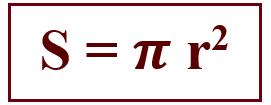 S = π r²